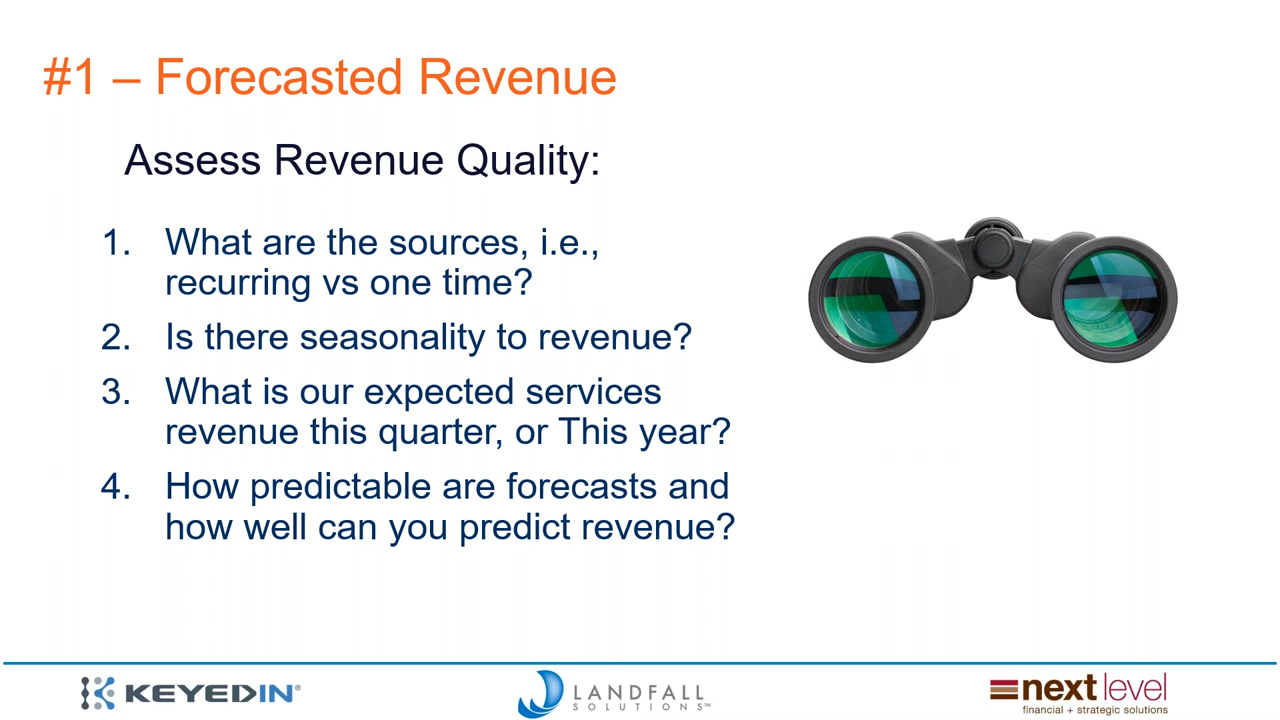 #1 – Forecasted Revenue
Assess Revenue Quality:
1. What are the sources, i.e.,
recurring vs one time?
2. Is there seasonality to revenue?
3. What is our expected services
revenue this quarter, or This year?
4. How predictable are forecasts and
how well can you predict revenue?
KEYEDIN®
LANDFALL
SOLUTIONS™
next level
financial + strategic solutions